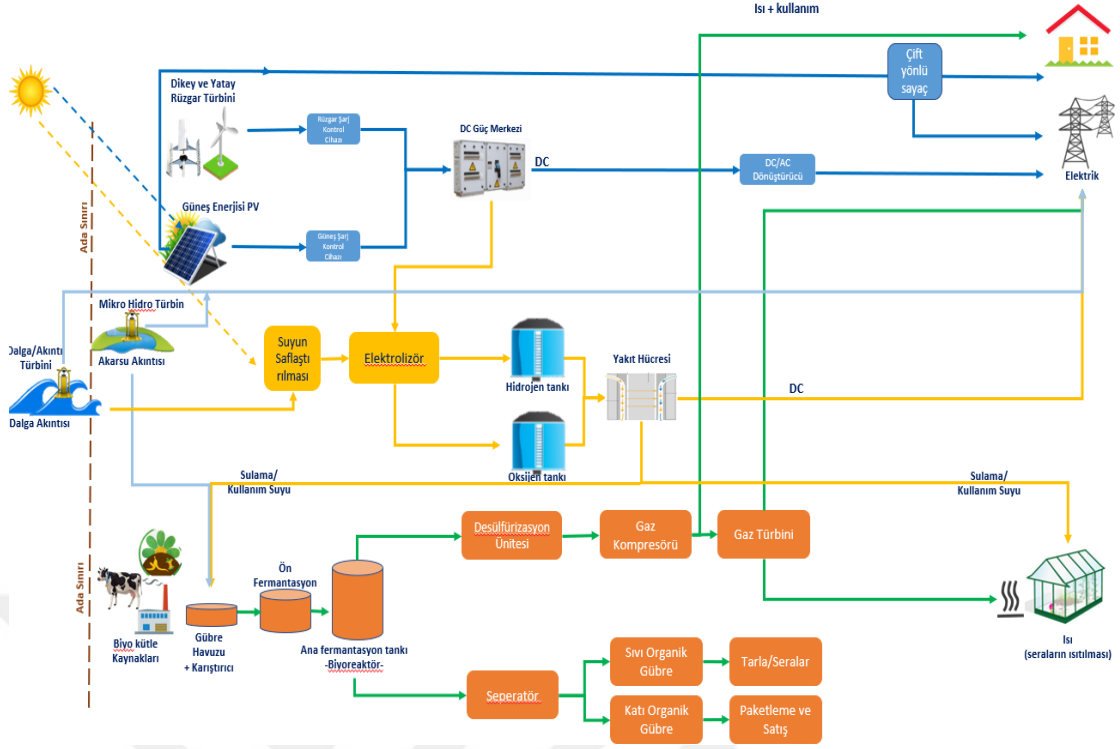 Isı + kullanım
Çift
yönlü
sayaç
Dikey ve Yatay
Rüzgar Türbini
Rüzgar Şarj
Kontrol
Cihazı
DC Güç Merkezi
DC
DC/AC
Dönüştürücü
Elektrik
Güneş Enerjisi PV
Güneş Şarj
Kontrol
Cihazı
Ada Sınırı
Mikro Hidro Türbin
Akarsu Akıntısı
Dalga/Akıntı
Türbini
Dalga Akıntısı
Suyun
Saflaştı
rılması
Elektrolizör
Hidrojen tankı
Oksijen tankı
Yakıt Hücresi
DC
Sulama/
Kullanım Suyu
Sulama/
Kullanım Suyu
Desülfürizasyon
Ünitesi
Gaz
Kompresörü
Gaz Türbini
Ada Sınırı
Biyo kütle
Kaynakları
Gübre
Havuzu
+ Karıştırıcı
Ön
Fermantasyon
Ana fermantasyon tankı
-Biyoreaktör-
Isı
(seraların ısıtılması)
Seperatör
Sıvı Organik
Gübre
Tarla/Seralar
Katı Organik
Gübre
Paketleme ve
Satış